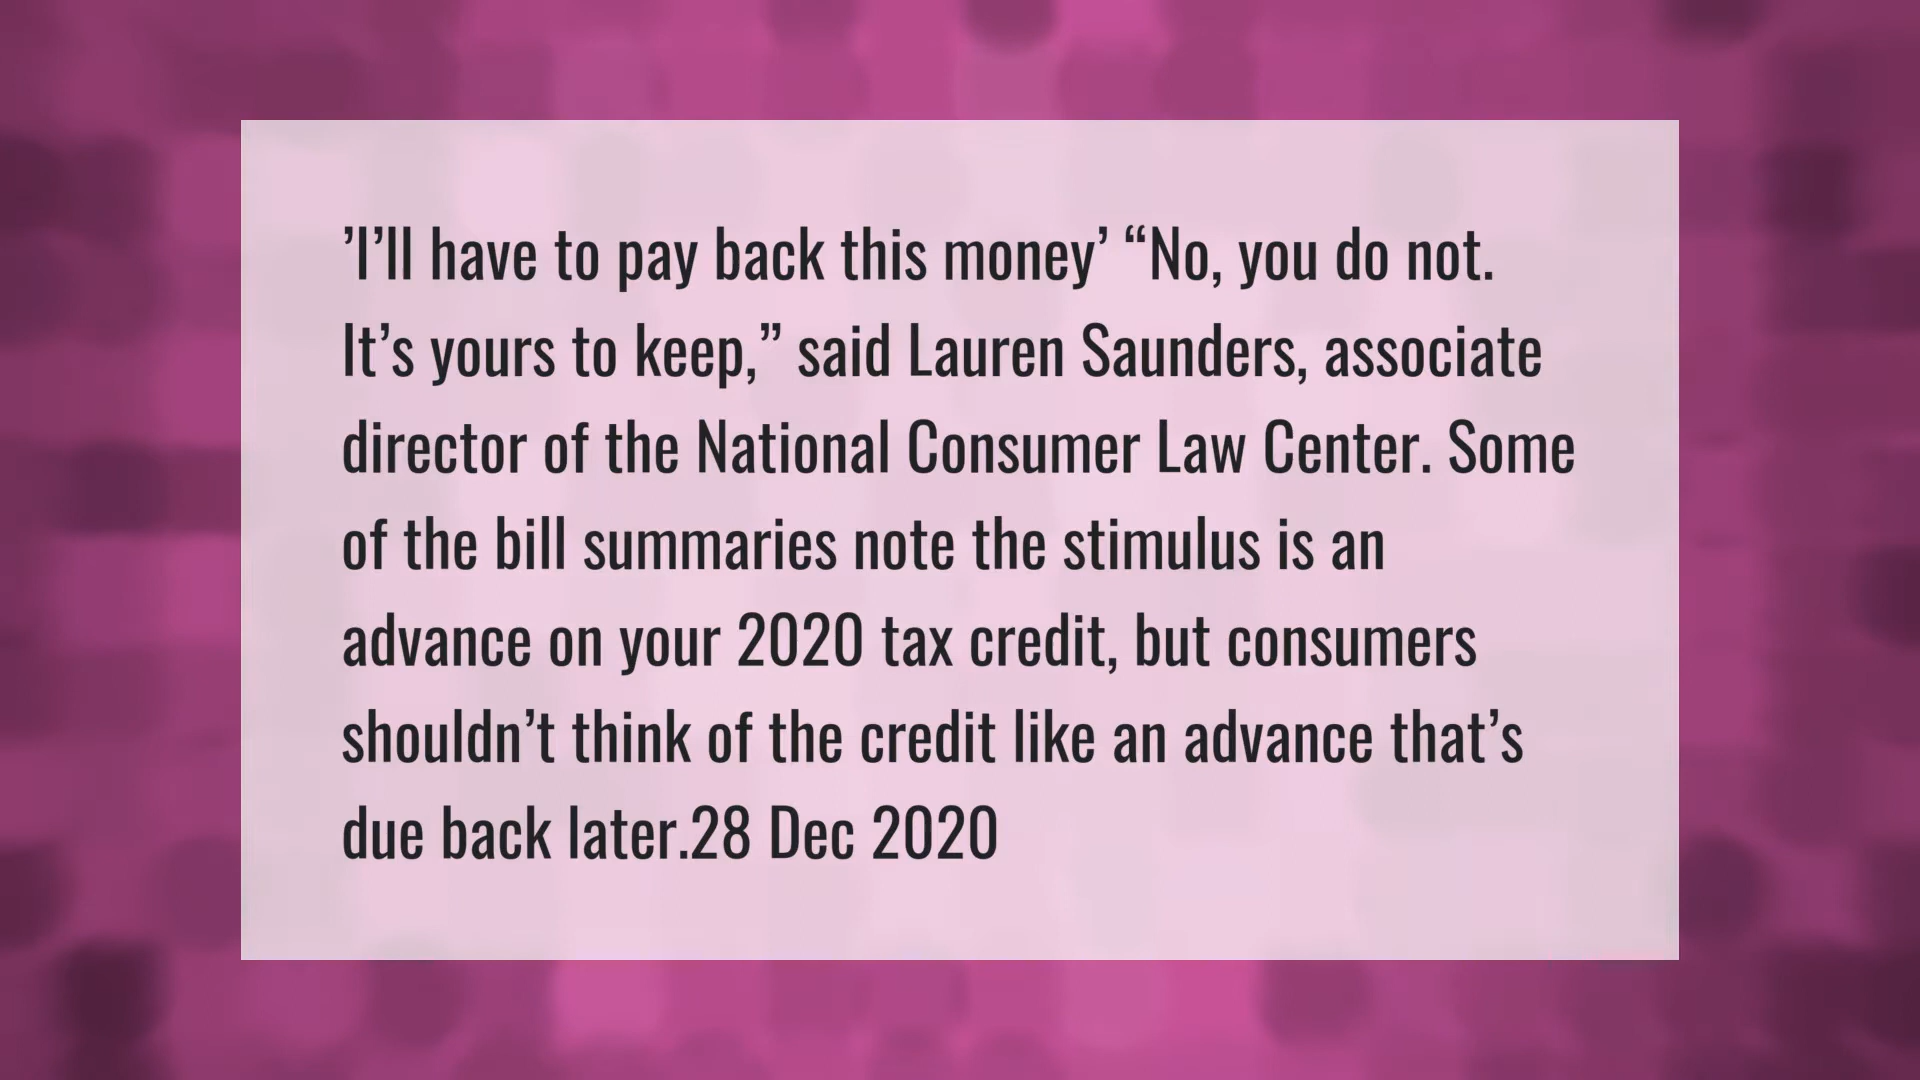 ’I’ll have to pay back this money’ “No, you do not.
It’s yours to keep,” said Lauren Saunders, associate
director of the National Consumer Law Center. Some
of the bill summaries note the stimulus is an
advance on your 2020 tax credit, but consumers
shouldn’t think of the credit like an advance that’s
due back later.28 Dec 2020